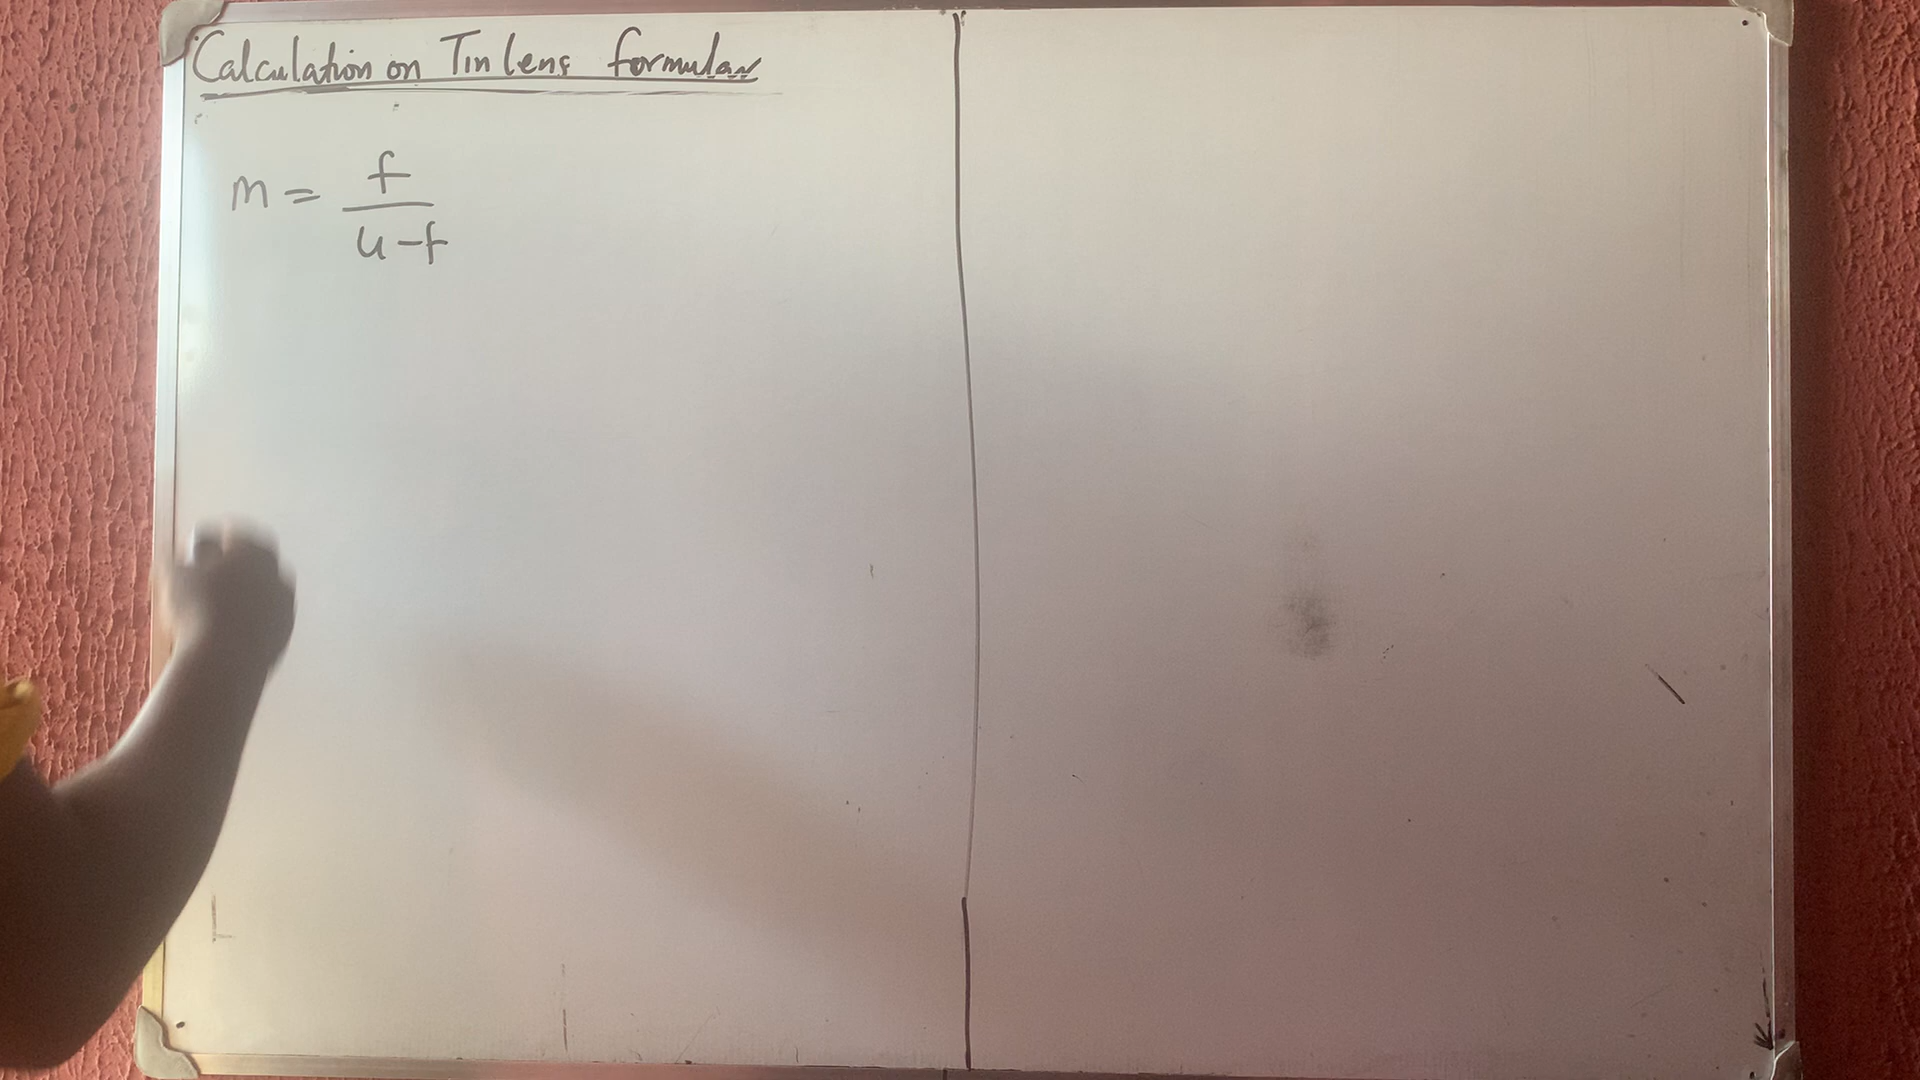 Calculation on Tin lens formular
m = f / u-f